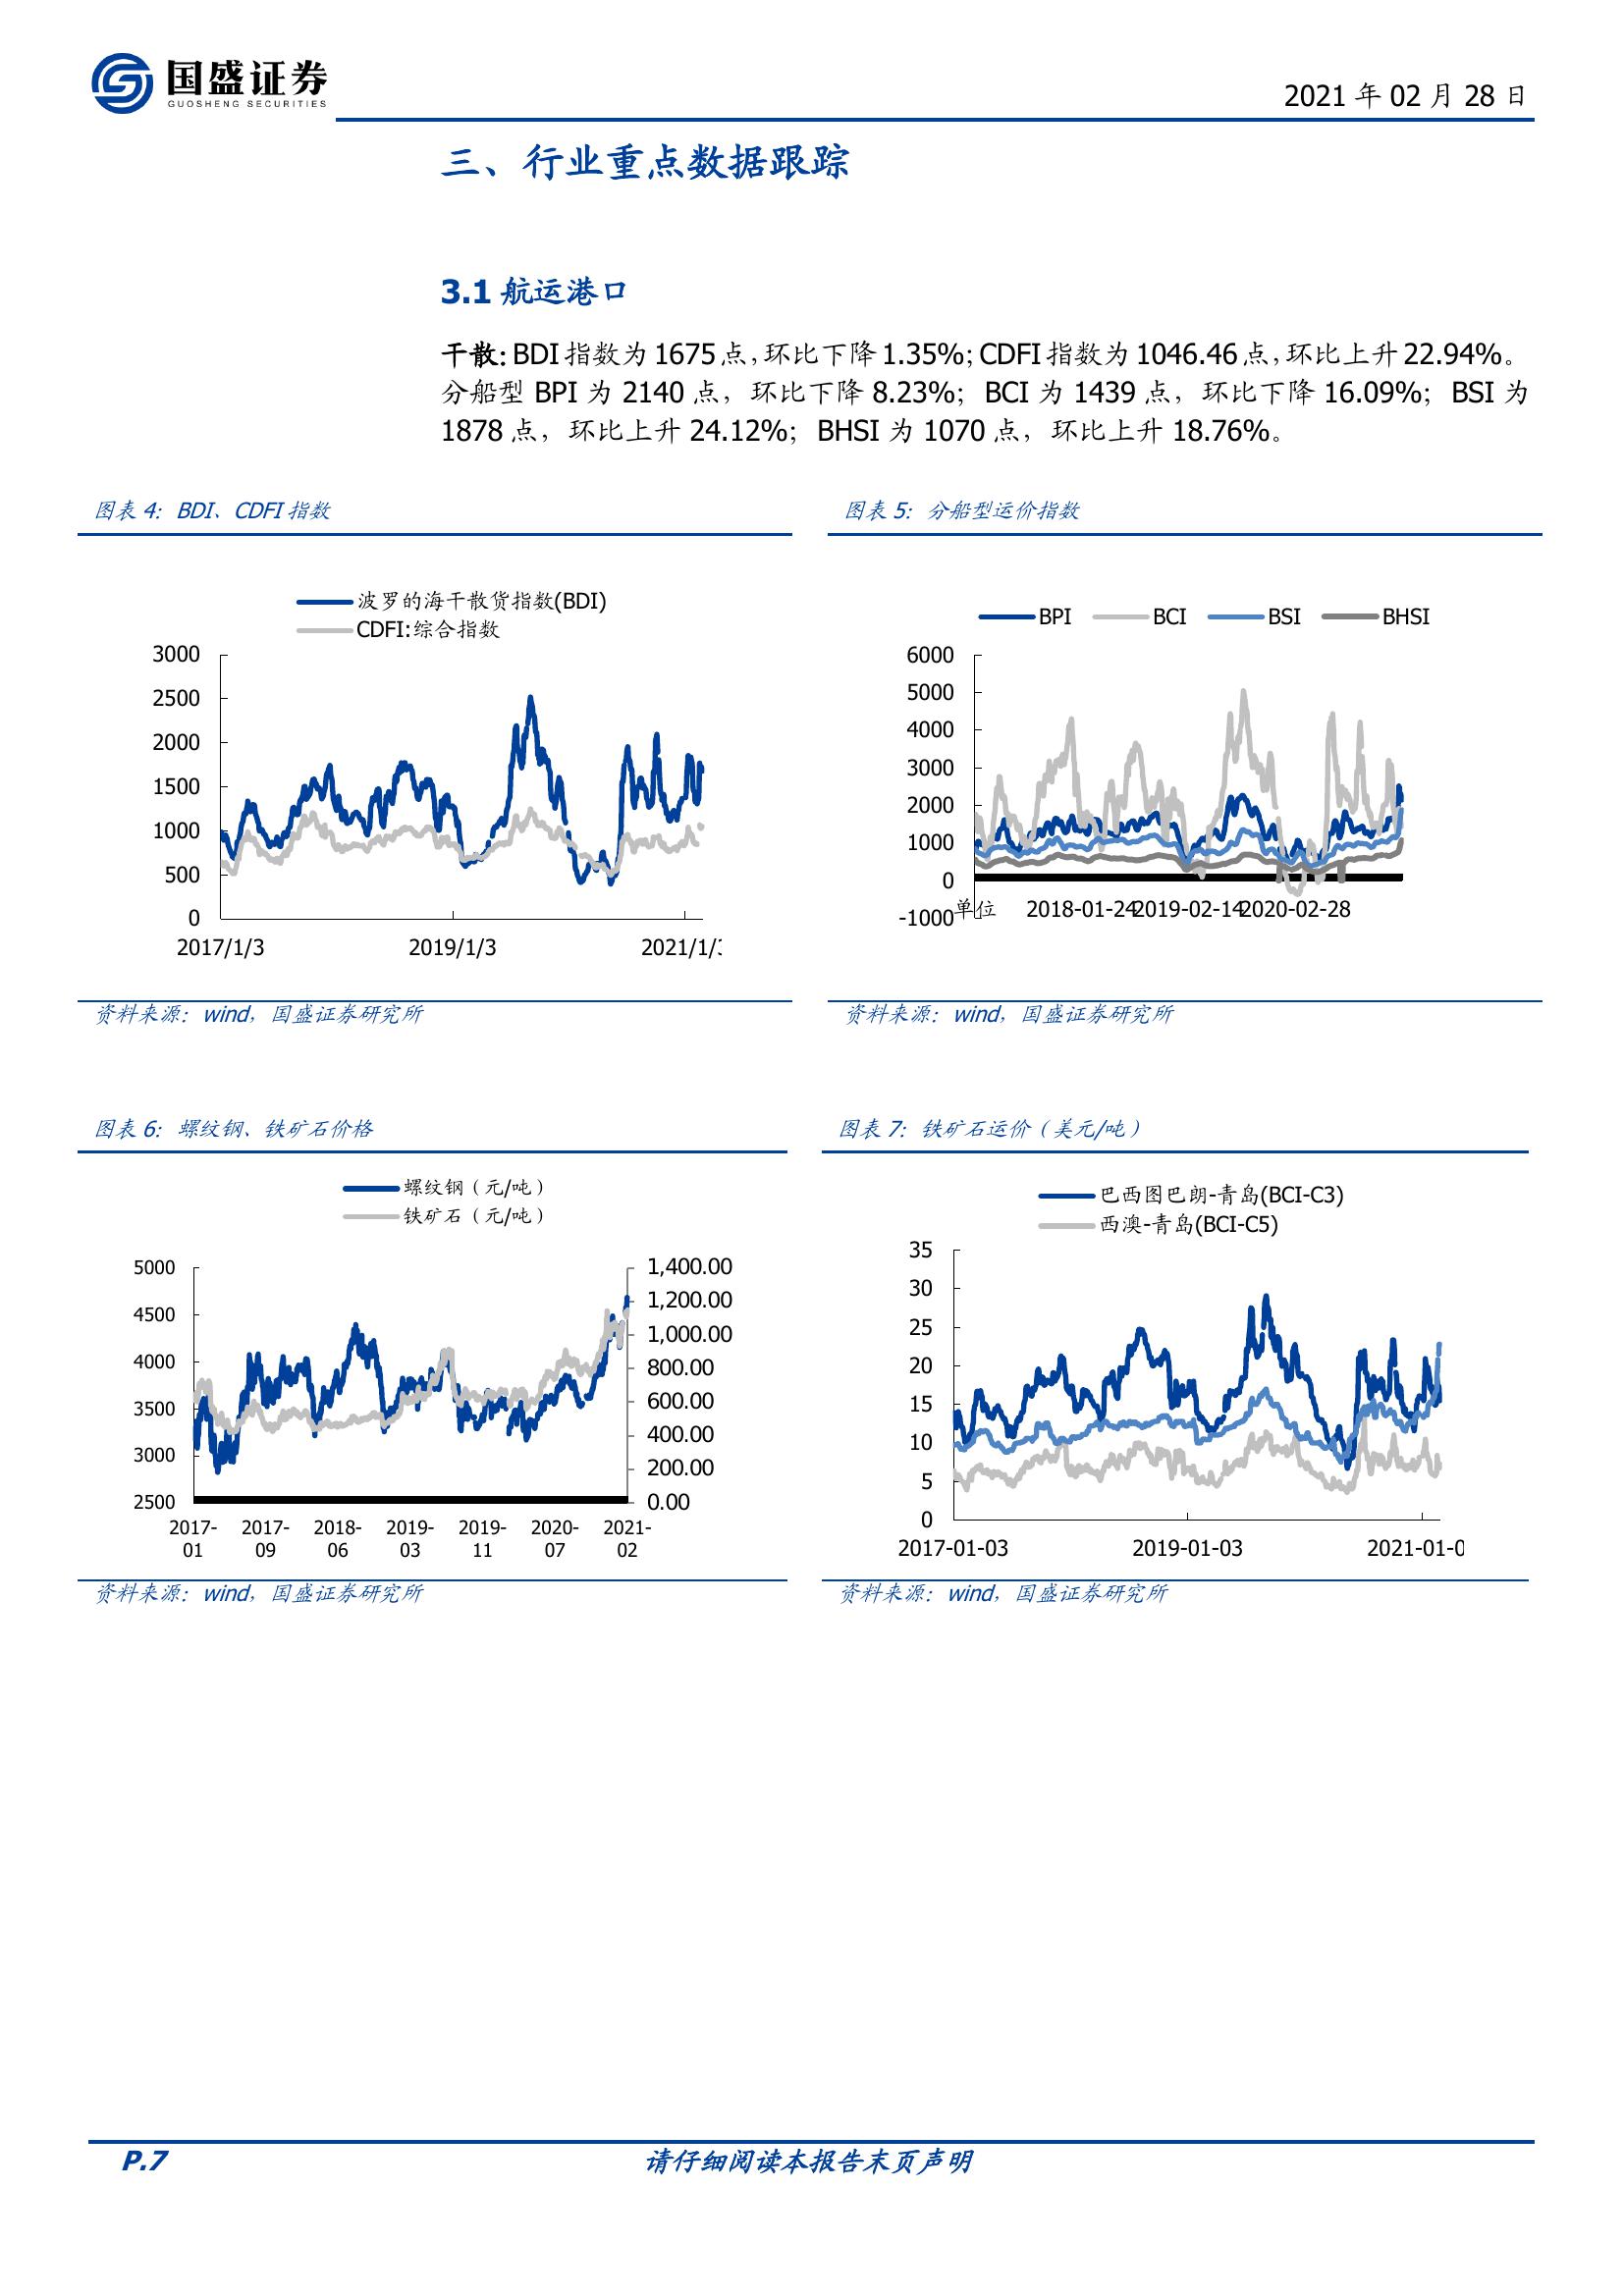 国盛证券
GUOSHENG SECURITIES
2021 年 02 月 28 日
三、行业重点数据跟踪
3.1 航运港口
干散：BDI 指数为 1675 点，环比下降 1.35%；CDFI 指数为 1046.46 点，环比上升 22.94%。
分船型 BPI 为 2140 点，环比下降 8.23%；BCI 为 1439 点，环比下降 16.09%；BSI 为
1878 点，环比上升 24.12%；BHSI 为 1070 点，环比上升 18.76%。
图表 4：BDI、CDFI 指数
波罗的海干散货指数(BDI)
CDFI:综合指数
3000
2500
2000
1500
1000
500
0
2017/1/3 2019/1/3 2021/1/3
资料来源：wind，国盛证券研究所
图表 5：分船型运价指数
BPI BCI BSI BHSI
6000
5000
4000
3000
2000
1000
0
-1000
单位 2018-01-24 2019-02-14 2020-02-28
资料来源：wind，国盛证券研究所
图表 6：螺纹钢、铁矿石价格
螺纹钢（元/吨）
铁矿石（元/吨）
5000 1,400.00
4500 1,200.00
4000 1,000.00
3500 800.00
3000 600.00
2500 400.00
200.00
0.00
2017-01 2017-09 2018-06 2019-03 2019-11 2020-07 2021-02
资料来源：wind，国盛证券研究所
图表 7：铁矿石运价（美元/吨）
巴西图巴朗-青岛(BCI-C3)
西澳-青岛(BCI-C5)
35
30
25
20
15
10
5
0
2017-01-03 2019-01-03 2021-01-0
资料来源：wind，国盛证券研究所
P.7
请仔细阅读本报告末页声明